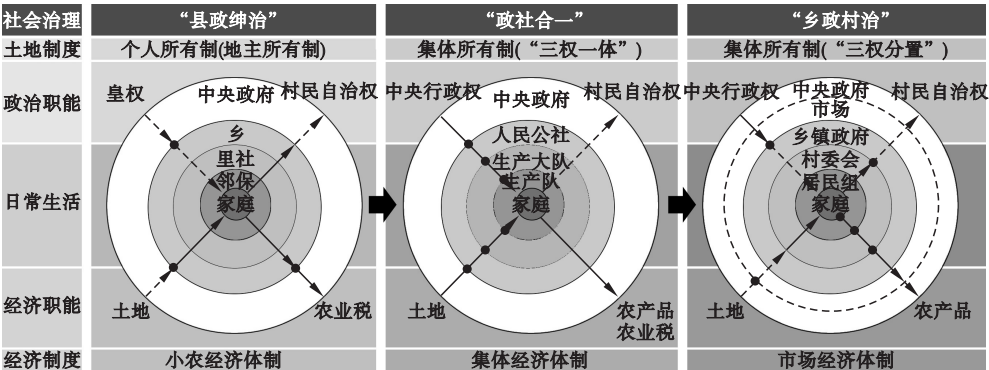 社会治理 “县政绅治” “政社合一” “乡政村治”
土地制度 个人所有制(地主所有制) 集体所有制(“三权一体”) 集体所有制(“三权分置”)
政治职能
日常生活
经济职能
皇权 中央政府 村民自治权
乡
里社
邻保
家庭
土地 农业税
中央行政权 中央政府 村民自治权
人民公社
生产大队
生产队
家庭
土地 农产品
农业税
中央行政权 中央政府 村民自治权
市场
乡镇政府
村委会
居民组
家庭
土地 农产品
经济制度 小农经济体制 集体经济体制 市场经济体制